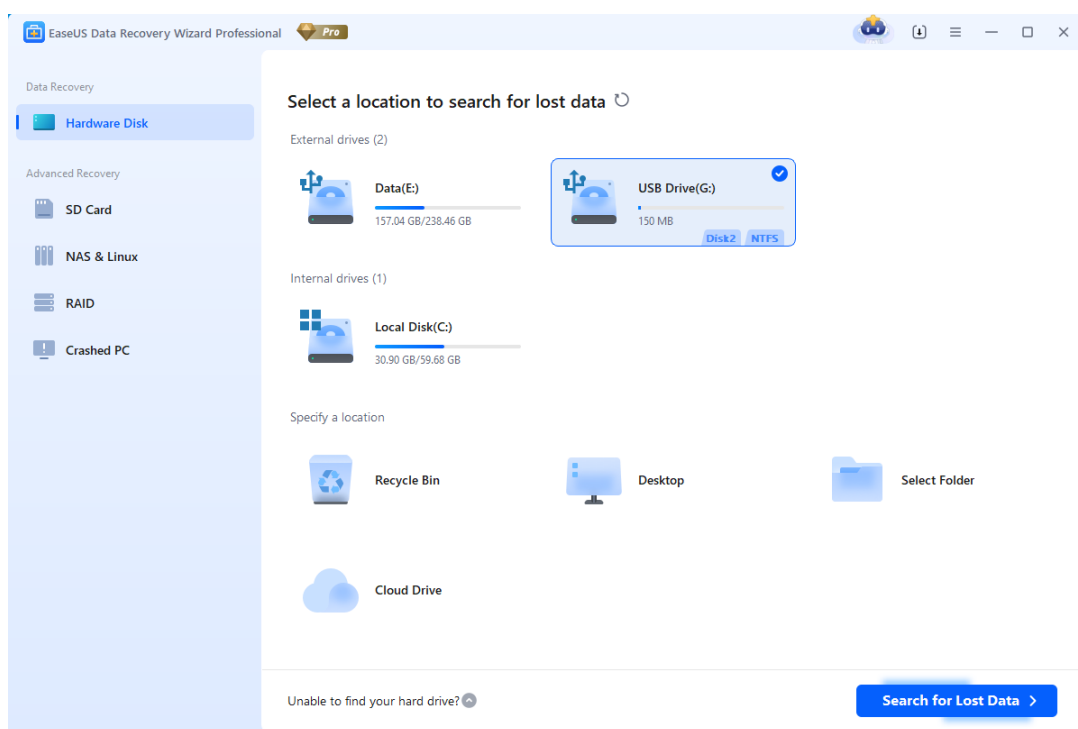 EaseUS Data Recovery Wizard Professional Pro
Data Recovery
Hardware Disk
Advanced Recovery
SD Card
NAS & Linux
RAID
Crashed PC
Select a location to search for lost data
External drives (2)
Data(E:)
157.04 GB/238.46 GB
USB Drive(G:)
150 MB
Disk2 NTFS
Internal drives (1)
Local Disk(C:)
30.90 GB/59.68 GB
Specify a location
Recycle Bin
Desktop
Select Folder
Cloud Drive
Unable to find your hard drive?
Search for Lost Data